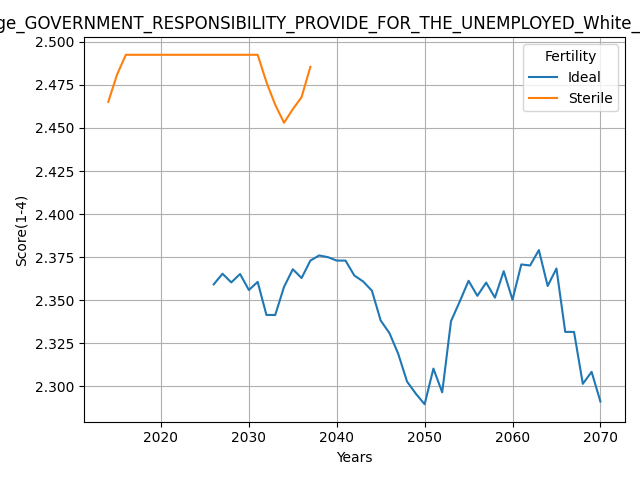 ge_GOVERNMENT_RESPONSIBILITY_PROVIDE_FOR_THE_UNEMPLOYED_White_
2.500
2.475
2.450
2.425
2.400
2.375
2.350
2.325
2.300
Score(1-4)
Fertility
Ideal
Sterile
2020 2030 2040 2050 2060 2070
Years